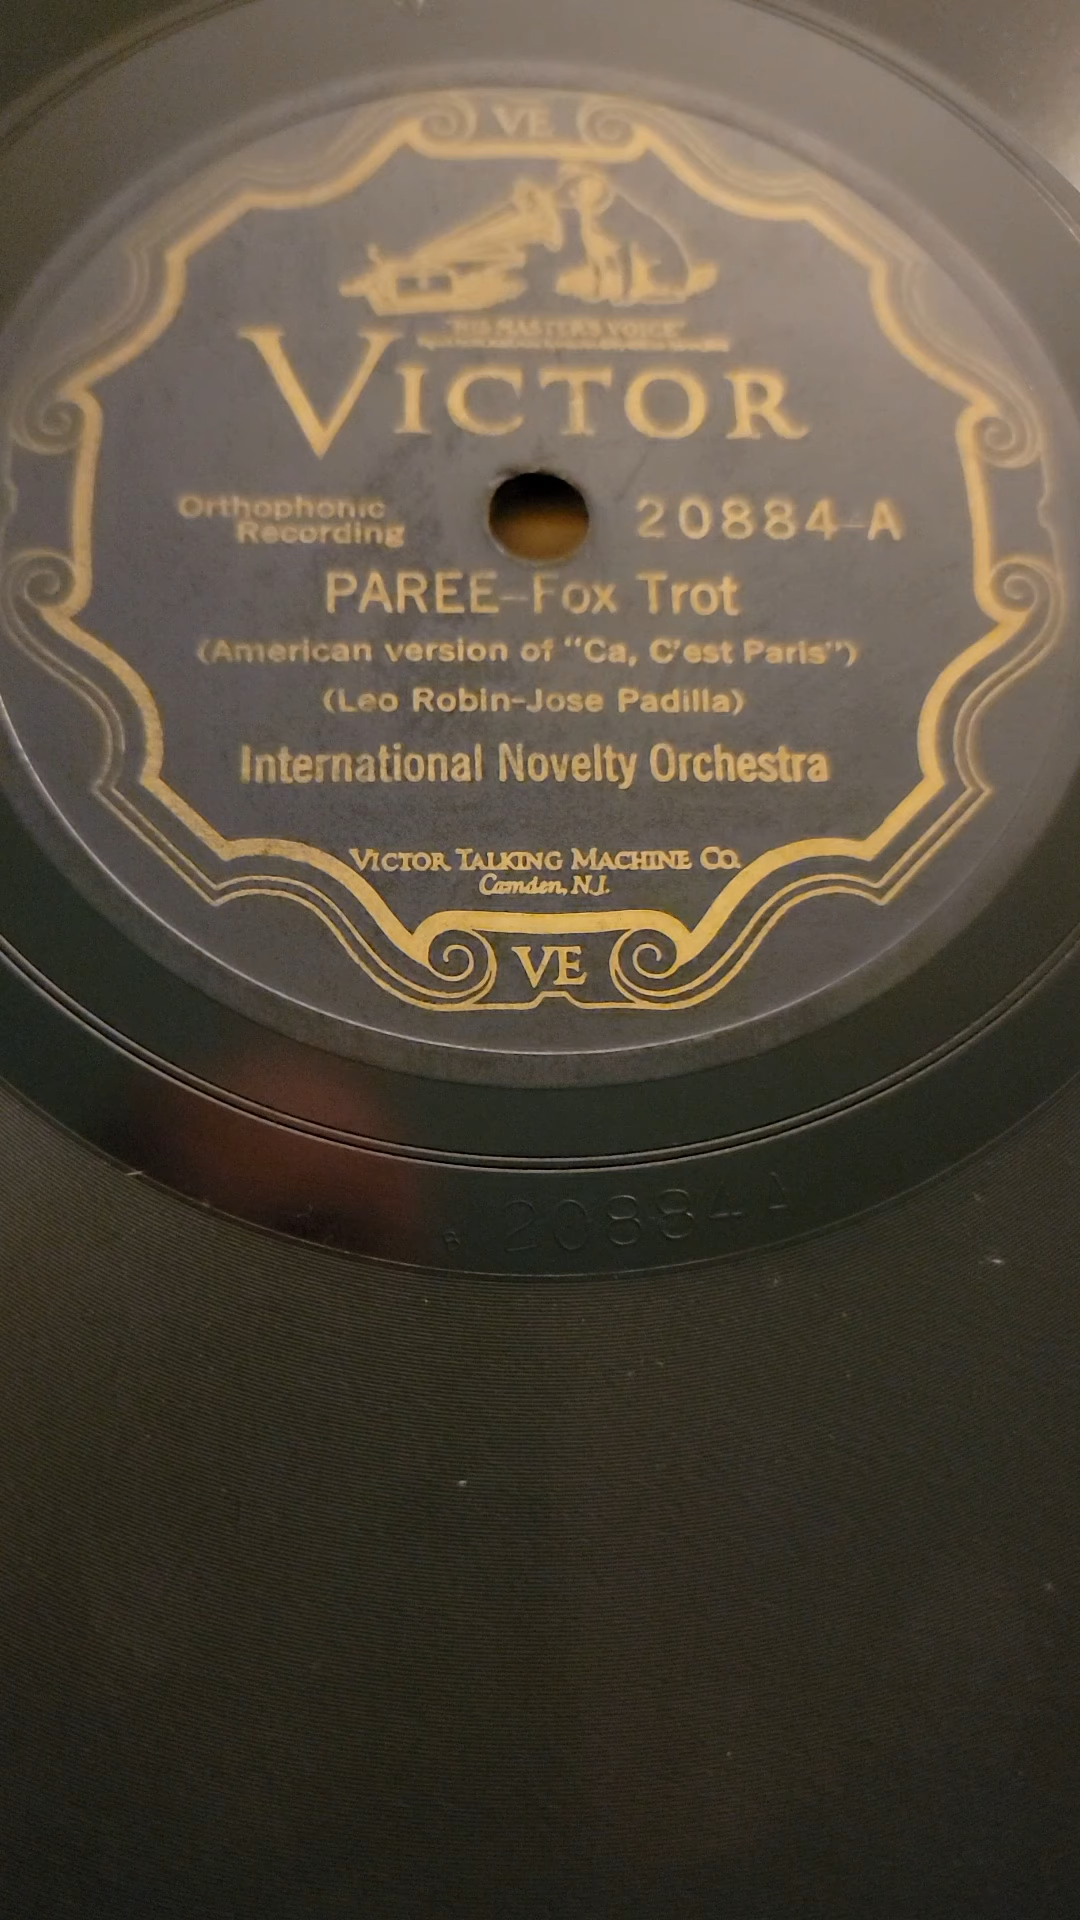 VE
"HIS MASTER'S VOICE"
VICTOR
Orthophonic
Recording
20884-A
PAREE-Fox Trot
(American version of "Ca, C'est Paris")
(Leo Robin-Jose Padilla)
International Novelty Orchestra
VICTOR TALKING MACHINE CO.
Camden, N.J.
VE
20884 A